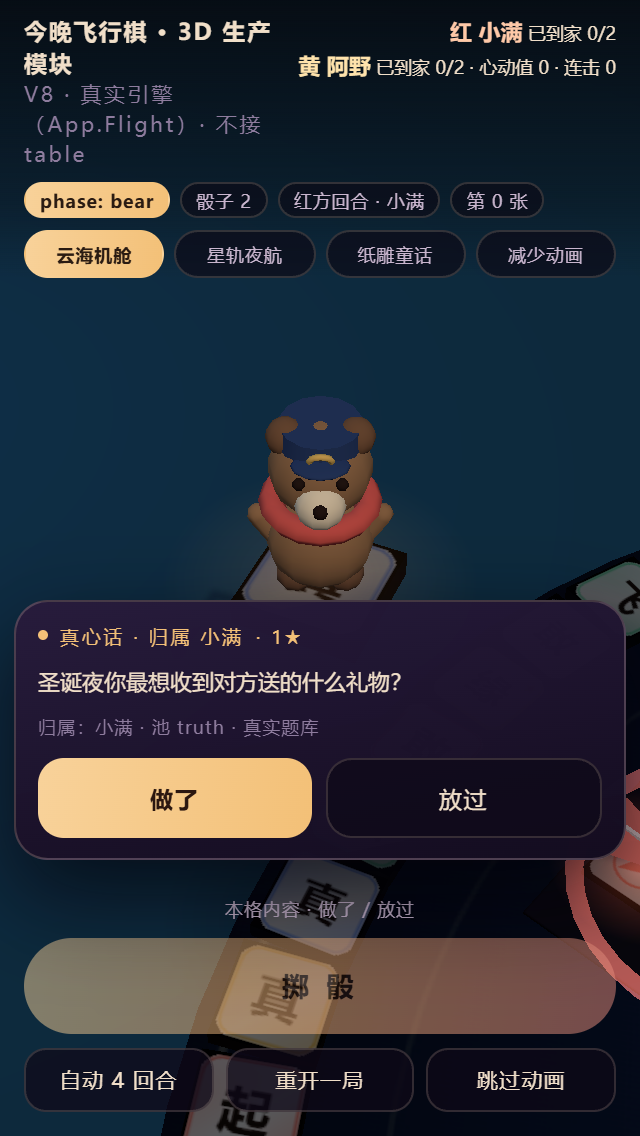 今晚飞行棋 • 3D 生产
模块
红 小满 已到家 0/2
黄 阿野 已到家 0/2 · 心动值 0 · 连击 0
V8 · 真实引擎
（App.Flight）· 不接
table
phase: bear
骰子 2
红方回合 · 小满
第 0 张
云海机舱
星轨夜航
纸雕童话
减少动画
飞
真心话 · 归属 小满 · 1★
圣诞夜你最想收到对方送的什么礼物?
归属：小满 · 池 truth · 真实题库
做了
放过
真
本格内容 · 做了 / 放过
掷 骰
真
自动 4 回合
重开一局
跳过动画
起